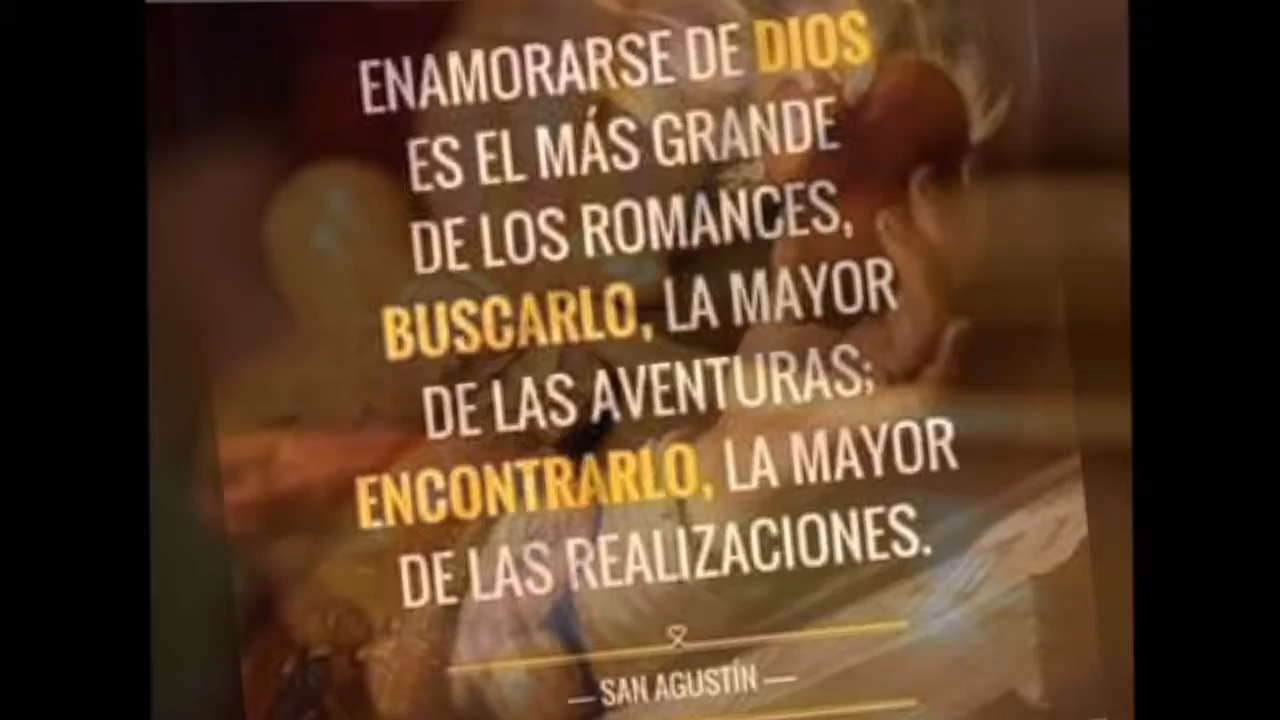 ENAMORARSE DE DIOS
ES EL MÁS GRANDE
DE LOS ROMANCES,
BUSCARLO, LA MAYOR
DE LAS AVENTURAS;
ENCONTRARLO, LA MAYOR
DE LAS REALIZACIONES.
— SAN AGUSTÍN —